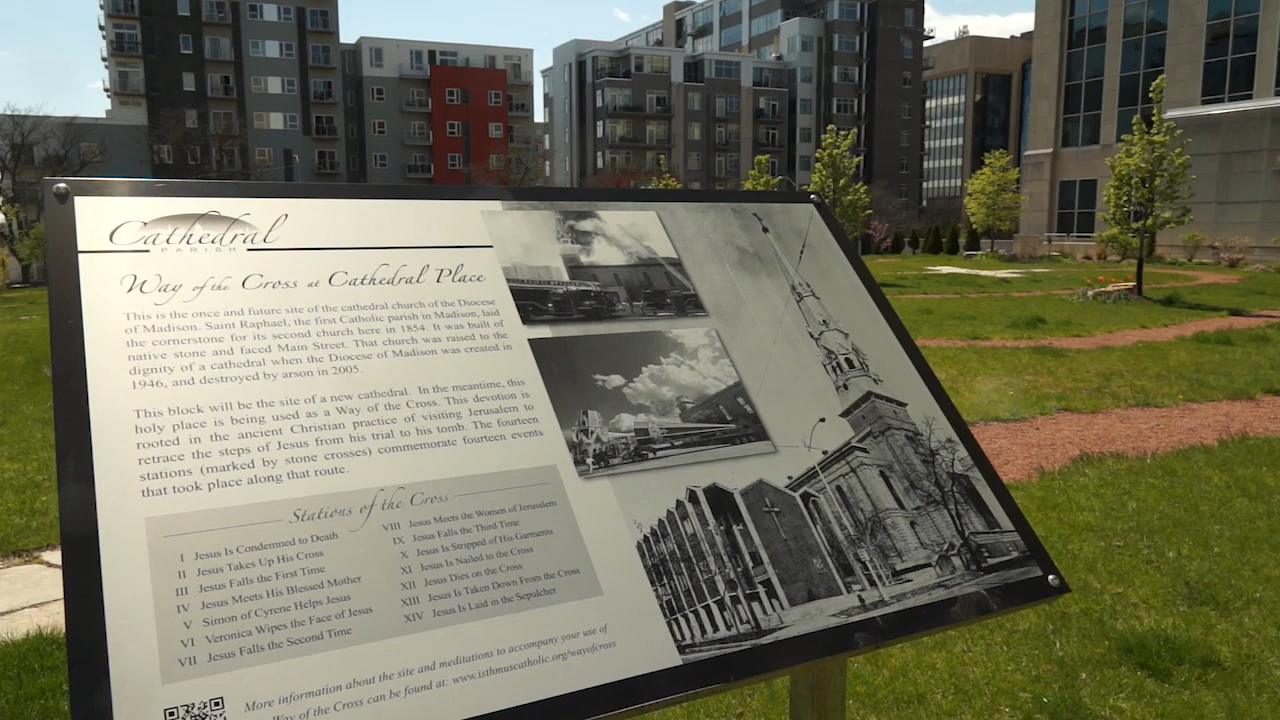 Cathedral
PARISH
Way of the Cross at Cathedral Place
This is the once and future site of the cathedral church of the Diocese
of Madison. Saint Raphael, the first Catholic parish in Madison, laid
the cornerstone for its second church here in 1854. It was built of
native stone and faced Main Street. That church was raised to the
dignity of a cathedral when the Diocese of Madison was created in
1946, and destroyed by arson in 2005.
This block will be the site of a new cathedral. In the meantime, this
holy place is being used as a Way of the Cross. This devotion is
rooted in the ancient Christian practice of visiting Jerusalem to
retrace the steps of Jesus from his trial to his tomb. The fourteen
stations (marked by stone crosses) commemorate fourteen events
that took place along that route.
Stations of the Cross
I Jesus Is Condemned to Death
II Jesus Takes Up His Cross
III Jesus Falls the First Time
IV Jesus Meets His Blessed Mother
V Simon of Cyrene Helps Jesus
VI Veronica Wipes the Face of Jesus
VII Jesus Falls the Second Time
VIII Jesus Meets the Women of Jerusalem
IX Jesus Falls the Third Time
X Jesus Is Stripped of His Garments
XI Jesus Is Nailed to the Cross
XII Jesus Dies on the Cross
XIII Jesus Is Taken Down From the Cross
XIV Jesus Is Laid in the Sepulcher
More information about the site and meditations to accompany your use of
Way of the Cross can be found at: www.isthmuscatholic.org/wayofcross